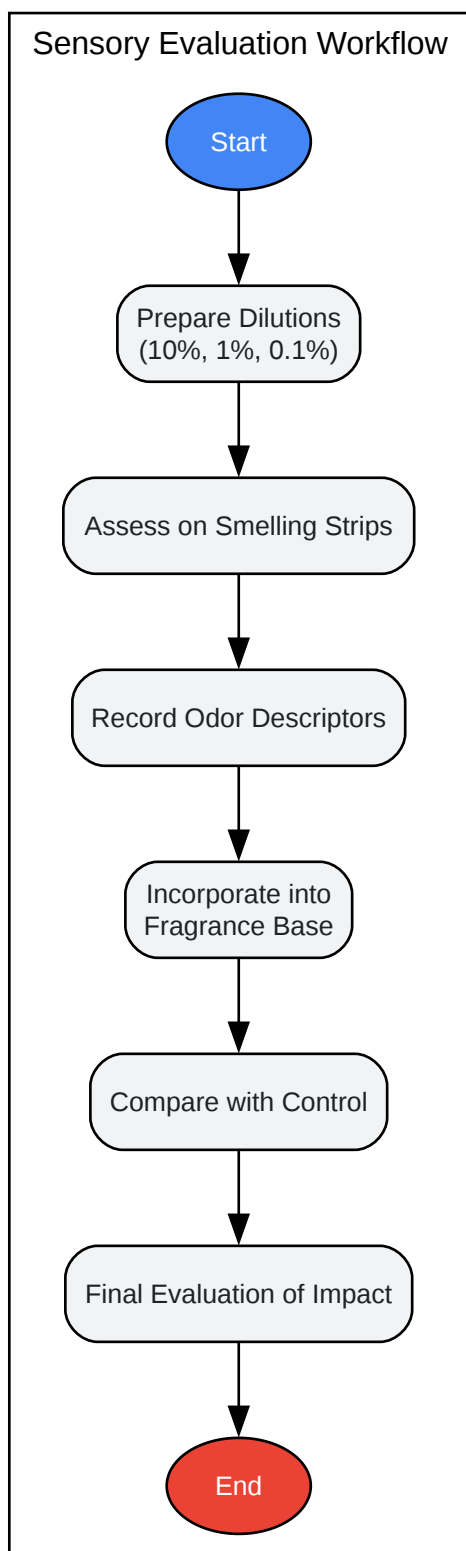 Sensory Evaluation Workflow
Start
Prepare Dilutions
(10%, 1%, 0.1%)
Assess on Smelling Strips
Record Odor Descriptors
Incorporate into
Fragrance Base
Compare with Control
Final Evaluation of Impact
End